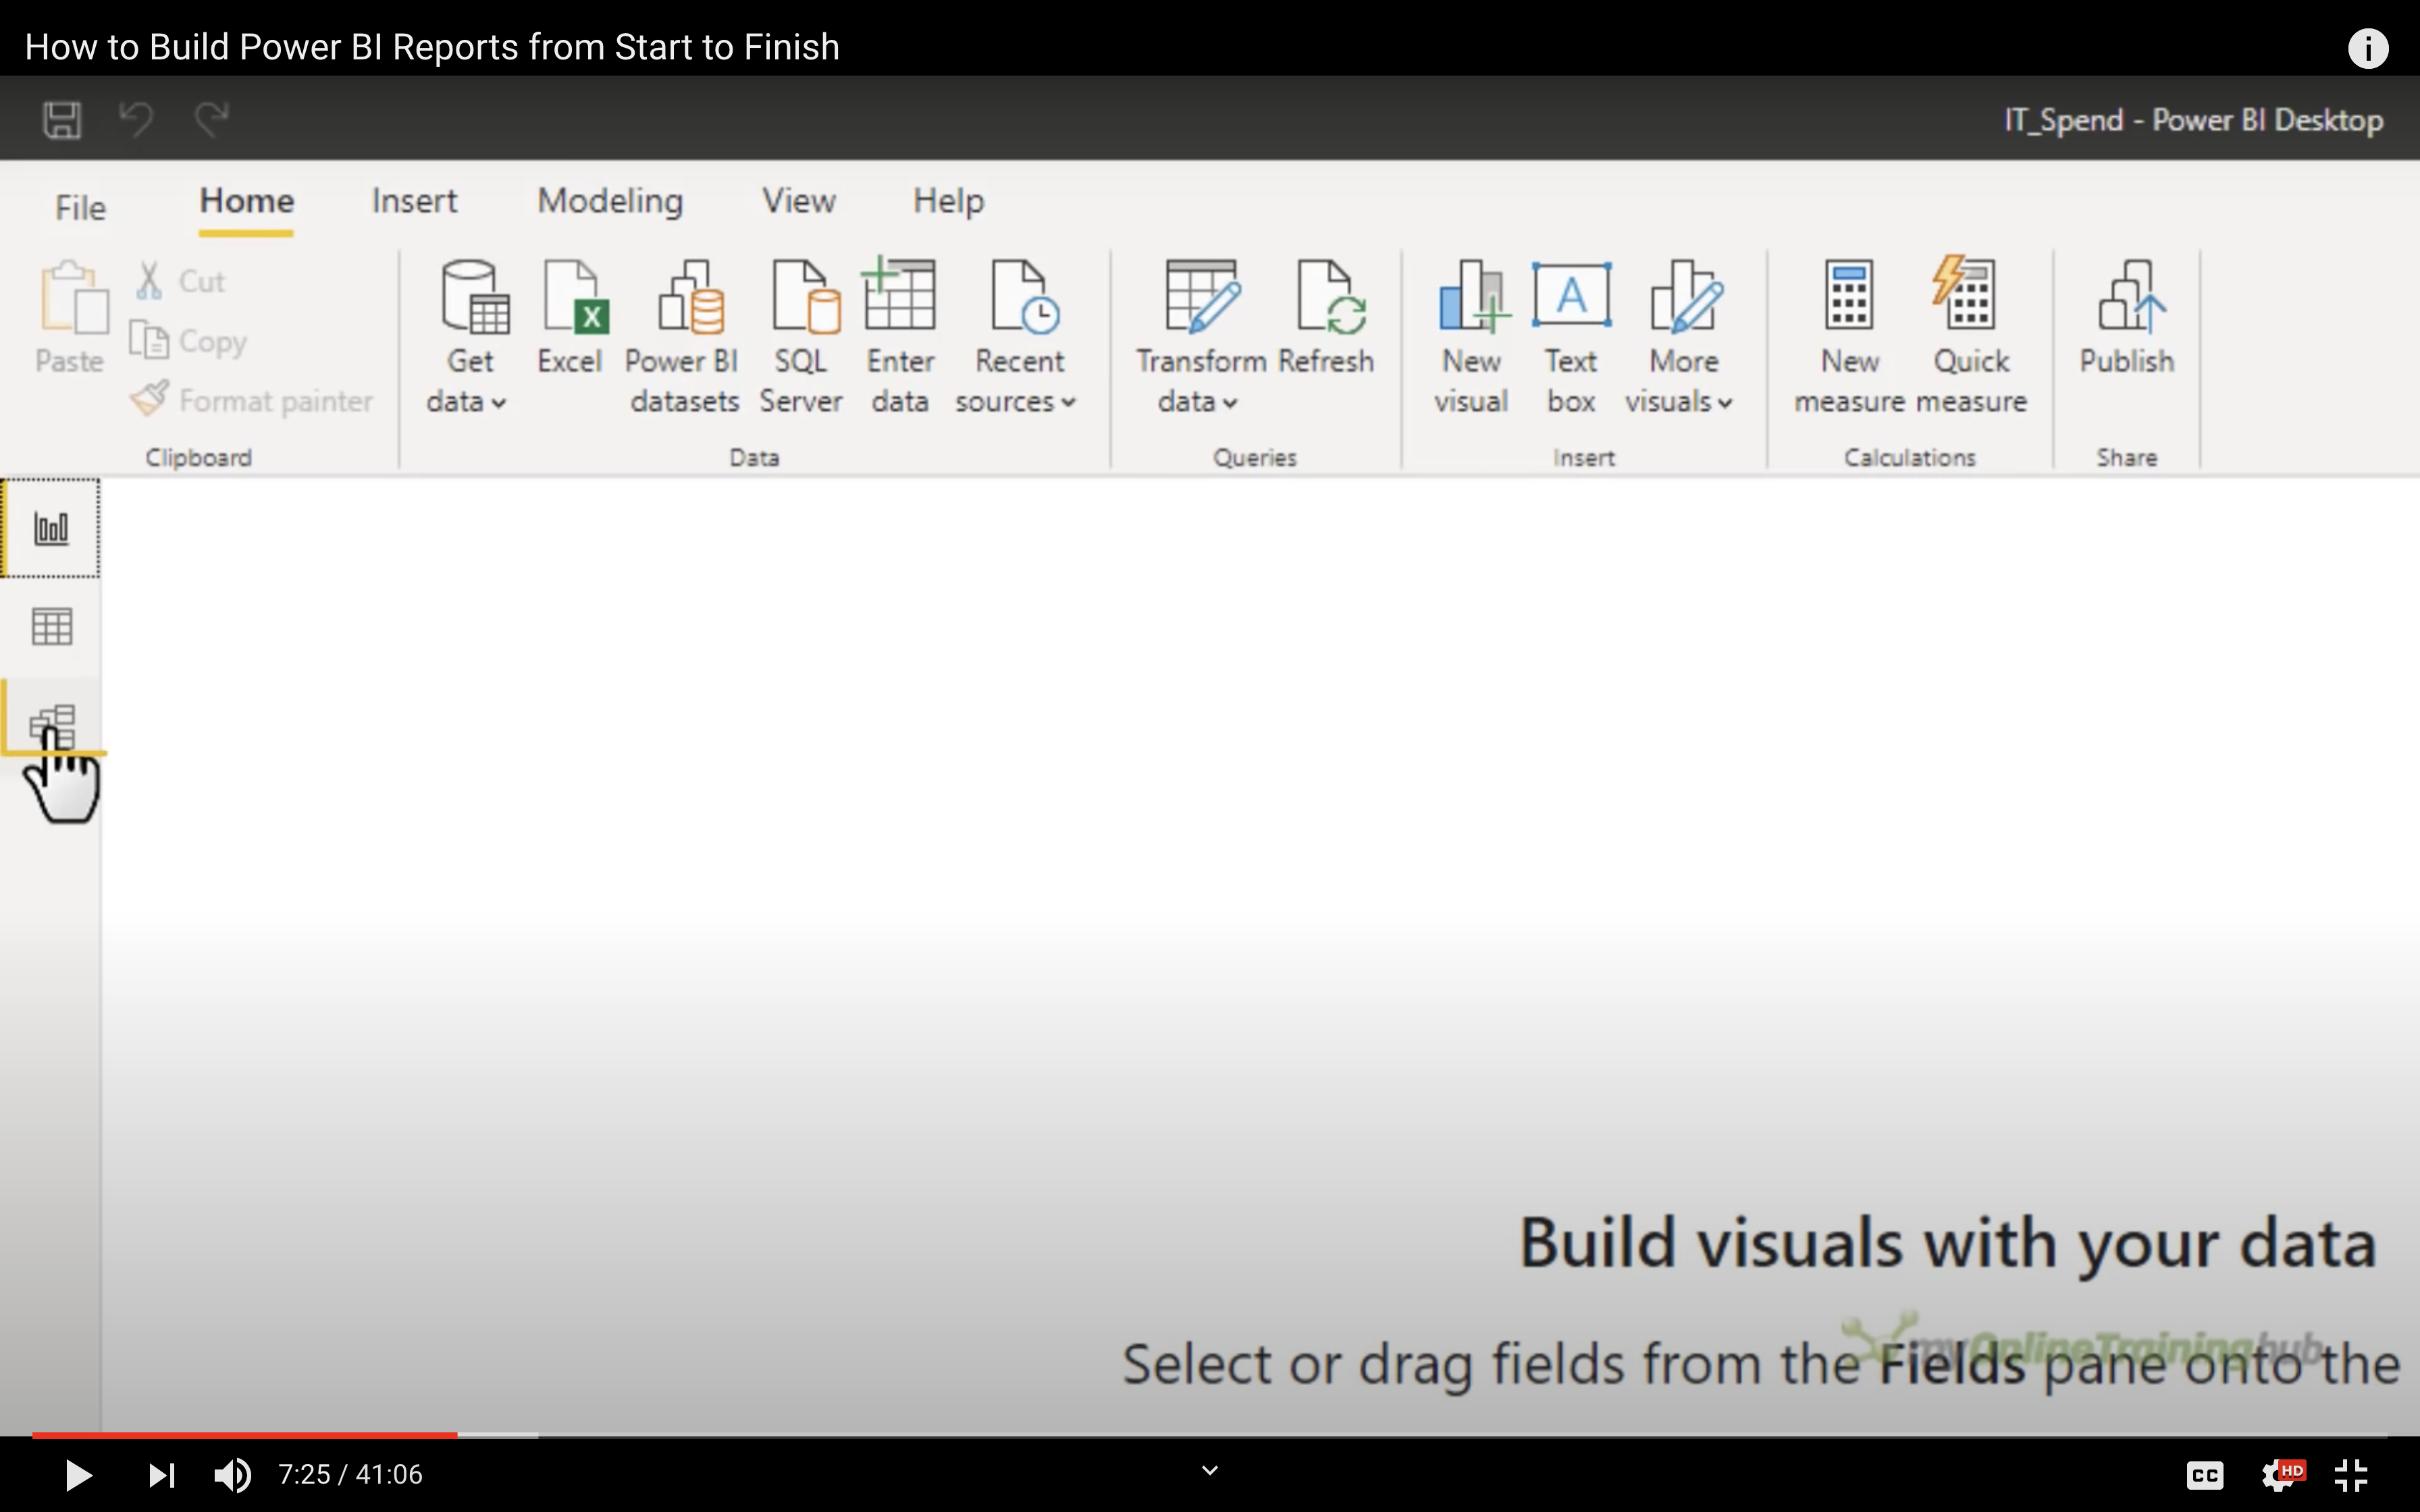 How to Build Power BI Reports from Start to Finish
IT_Spend - Power BI Desktop
File Home Insert Modeling View Help
Paste
Cut
Copy
Format painter
Clipboard
Get data
Excel
Power BI datasets
SQL Server
Enter data
Recent sources
Data
Transform data
Refresh
Queries
New visual
Text box
More visuals
Insert
New measure
Quick measure
Calculations
Publish
Share
Build visuals with your data
Select or drag fields from the Fields pane onto the
myOnlineTraininghub
7:25 / 41:06
CC
HD